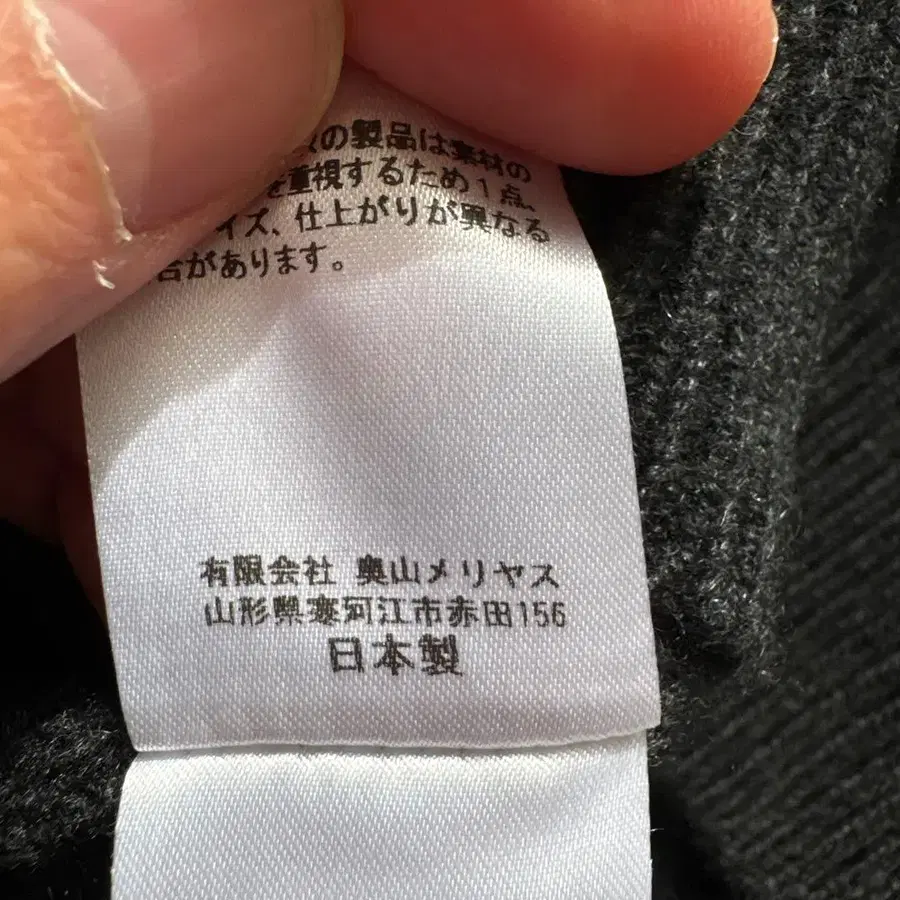 の製品は素材の
を重視するため1点、
イズ、仕上がりが異なる
合があります。
有限会社 奥山メリヤス
山形県寒河江市赤田156
日本製